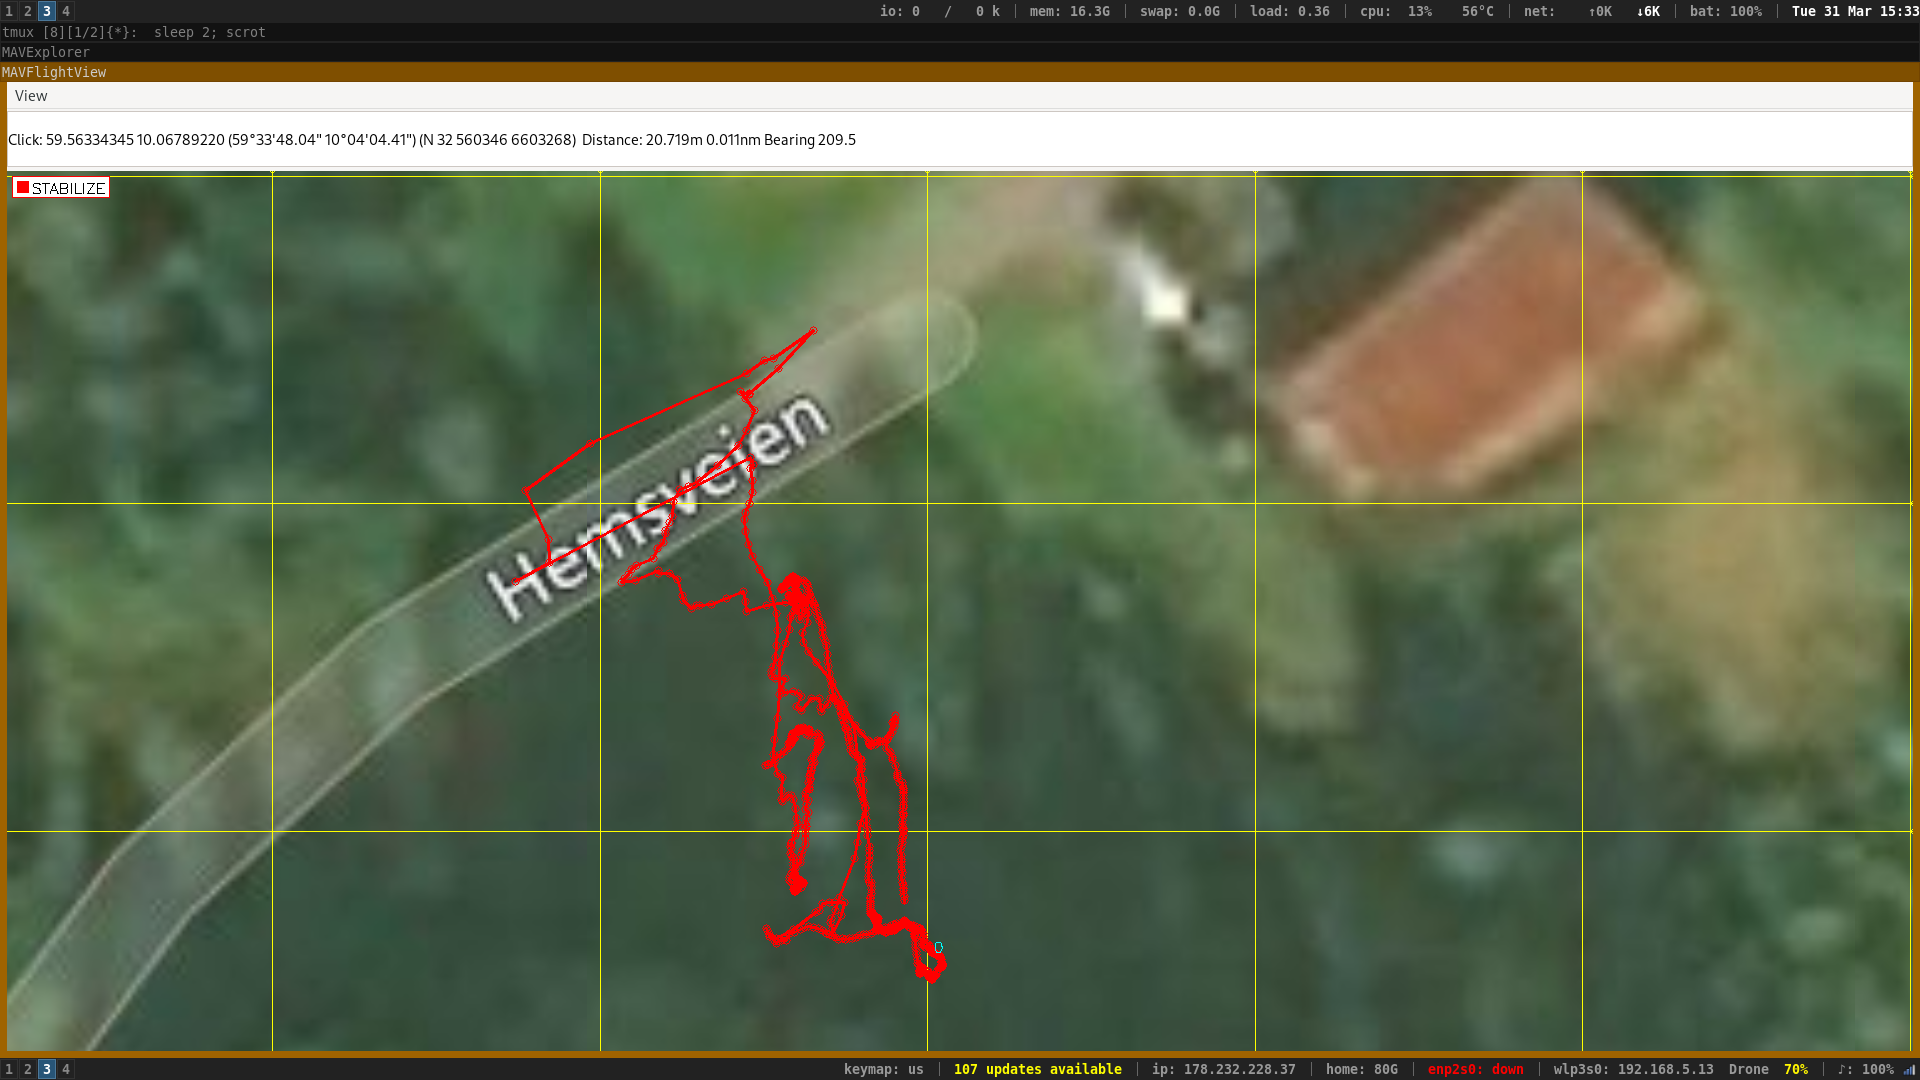 1 2 3 4 io: 0 / 0 k mem: 16.3G swap: 0.0G load: 0.36 cpu: 13% 56°C net: ↑0K ↓6K bat: 100% Tue 31 Mar 15:33
tmux [8][1/2]{*}: sleep 2; scrot
MAVExplorer
MAVFlightView
View
Click: 59.56334345 10.06789220 (59°33'48.04" 10°04'04.41") (N 32 560346 6603268) Distance: 20.719m 0.011nm Bearing 209.5
STABILIZE
Hemsveien
0
1 2 3 4 keymap: us 107 updates available ip: 178.232.228.37 home: 80G enp2s0: down wlp3s0: 192.168.5.13 Drone 70% ♪: 100%